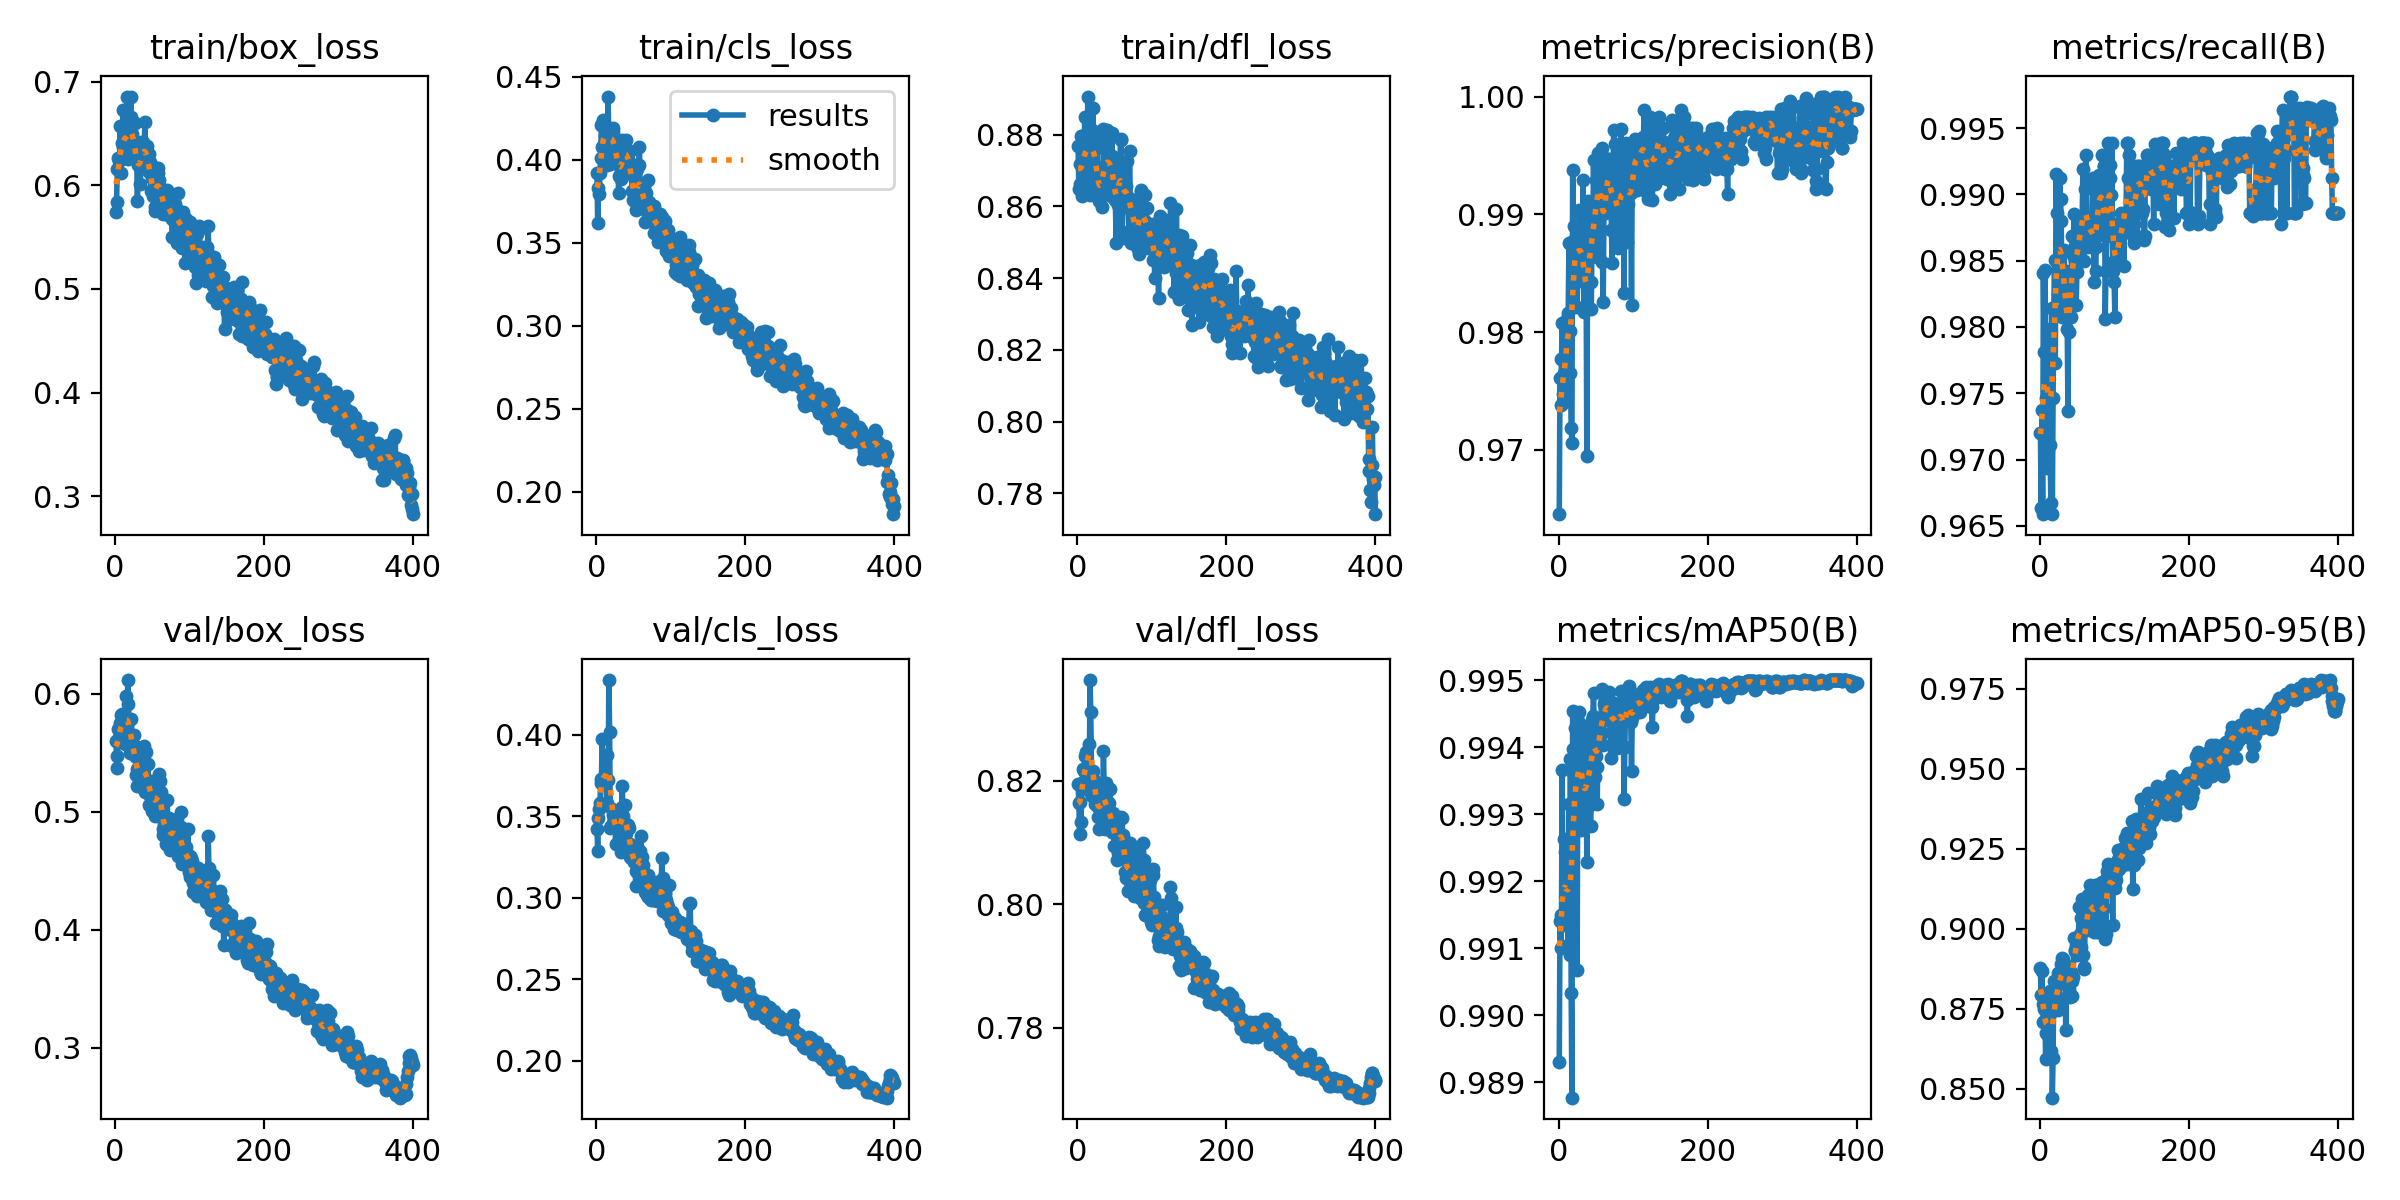 train/box_loss
0.7
0.6
0.5
0.4
0.3
0 200 400
train/cls_loss
0.45
0.40
0.35
0.30
0.25
0.20
results
smooth
0 200 400
train/dfl_loss
0.88
0.86
0.84
0.82
0.80
0.78
0 200 400
metrics/precision(B)
1.00
0.99
0.98
0.97
0 200 400
metrics/recall(B)
0.995
0.990
0.985
0.980
0.975
0.970
0.965
0 200 400
val/box_loss
0.6
0.5
0.4
0.3
0 200 400
val/cls_loss
0.40
0.35
0.30
0.25
0.20
0 200 400
val/dfl_loss
0.82
0.80
0.78
0 200 400
metrics/mAP50(B)
0.995
0.994
0.993
0.992
0.991
0.990
0.989
0 200 400
metrics/mAP50-95(B)
0.975
0.950
0.925
0.900
0.875
0.850
0 200 400